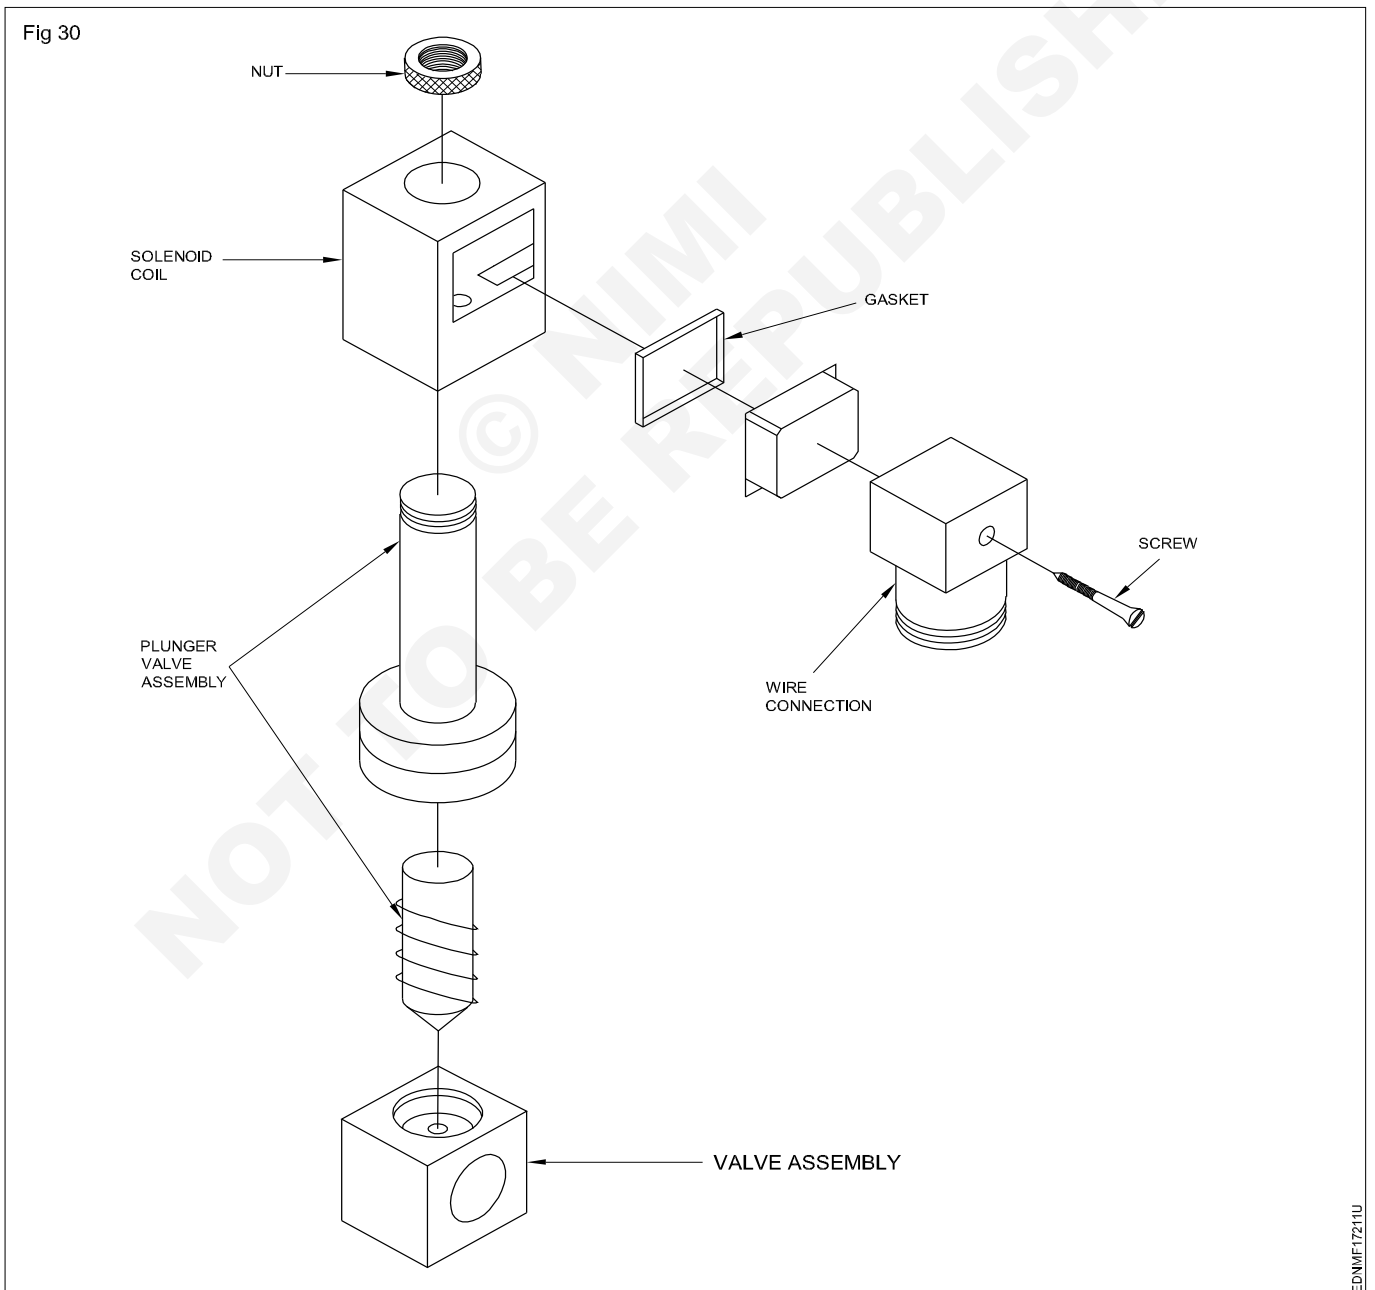 Fig 30
NUT
SOLENOID
COIL
GASKET
SCREW
PLUNGER
VALVE
ASSEMBLY
WIRE
CONNECTION
VALVE ASSEMBLY
EDNMF17211U
© NIMI
NOT TO BE REPUBLISH